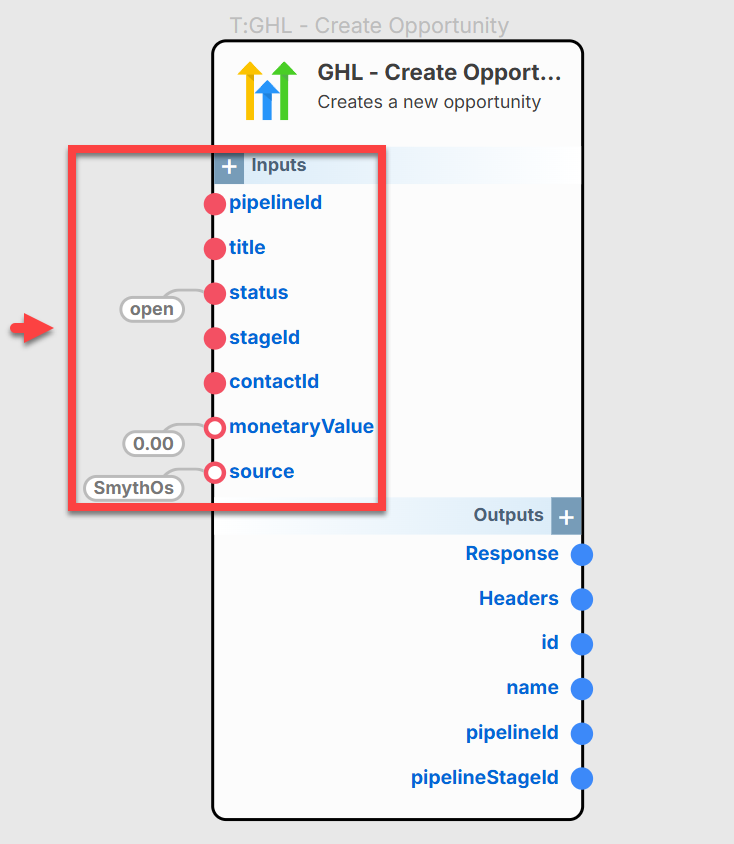 T:GHL - Create Opportunity
GHL - Create Opport...
Creates a new opportunity
+ Inputs
pipelineId
title
status
open
stageId
contactId
monetaryValue
0.00
source
SmythOs
Outputs +
Response
Headers
id
name
pipelineId
pipelineStageId